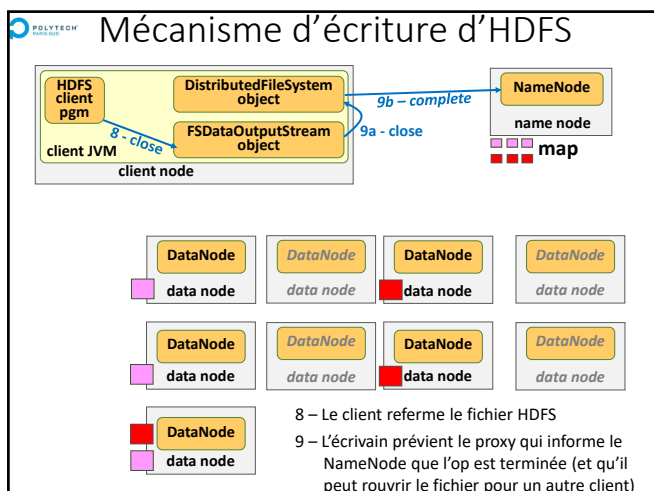 POLYTECH
PARIS-SUD
Mécanisme d'écriture d'HDFS
HDFS
client
pgm
DistributedFileSystem
object
FSDataOutputStream
object
8 - close
client JVM
client node
9a - close
9b – complete
NameNode
name node
map
DataNode
data node
DataNode
data node
DataNode
data node
DataNode
data node
DataNode
data node
DataNode
data node
DataNode
data node
DataNode
data node
DataNode
data node
8 – Le client referme le fichier HDFS
9 – L'écrivain prévient le proxy qui informe le
NameNode que l'op est terminée (et qu'il
peut rouvrir le fichier pour un autre client)